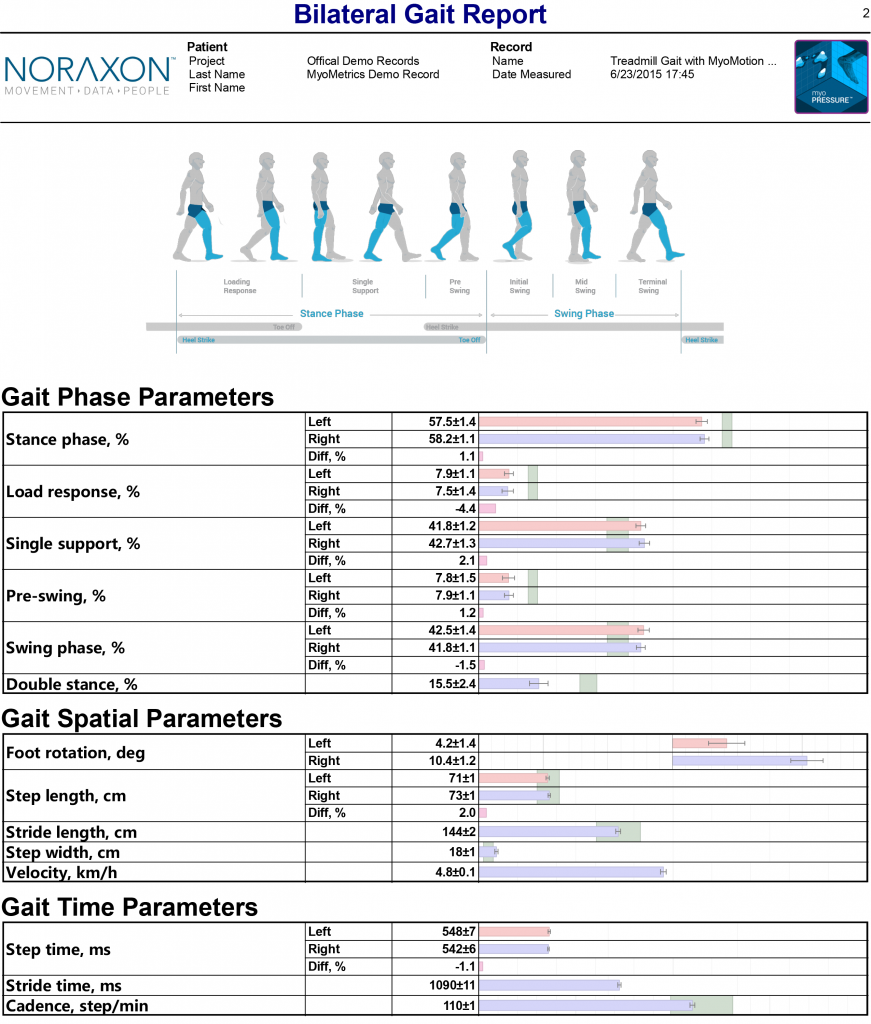 Bilateral Gait Report
2
NORAXON™
MOVEMENT • DATA • PEOPLE
Patient
Project Offical Demo Records
Last Name MyoMetrics Demo Record
First Name
Record
Name Treadmill Gait with MyoMotion ...
Date Measured 6/23/2015 17:45
myo
PRESSURE™
Loading Response
Single Support
Pre Swing
Initial Swing
Mid Swing
Terminal Swing
Stance Phase Swing Phase
Toe Off Heel Strike
Heel Strike Toe Off Heel Strike
Gait Phase Parameters
Stance phase, %
Left 57.5±1.4
Right 58.2±1.1
Diff, % 1.1
Load response, %
Left 7.9±1.1
Right 7.5±1.4
Diff, % -4.4
Single support, %
Left 41.8±1.2
Right 42.7±1.3
Diff, % 2.1
Pre-swing, %
Left 7.8±1.5
Right 7.9±1.1
Diff, % 1.2
Swing phase, %
Left 42.5±1.4
Right 41.8±1.1
Diff, % -1.5
Double stance, % 15.5±2.4
Gait Spatial Parameters
Foot rotation, deg
Left 4.2±1.4
Right 10.4±1.2
Step length, cm
Left 71±1
Right 73±1
Diff, % 2.0
Stride length, cm 144±2
Step width, cm 18±1
Velocity, km/h 4.8±0.1
Gait Time Parameters
Step time, ms
Left 548±7
Right 542±6
Diff, % -1.1
Stride time, ms 1090±11
Cadence, step/min 110±1